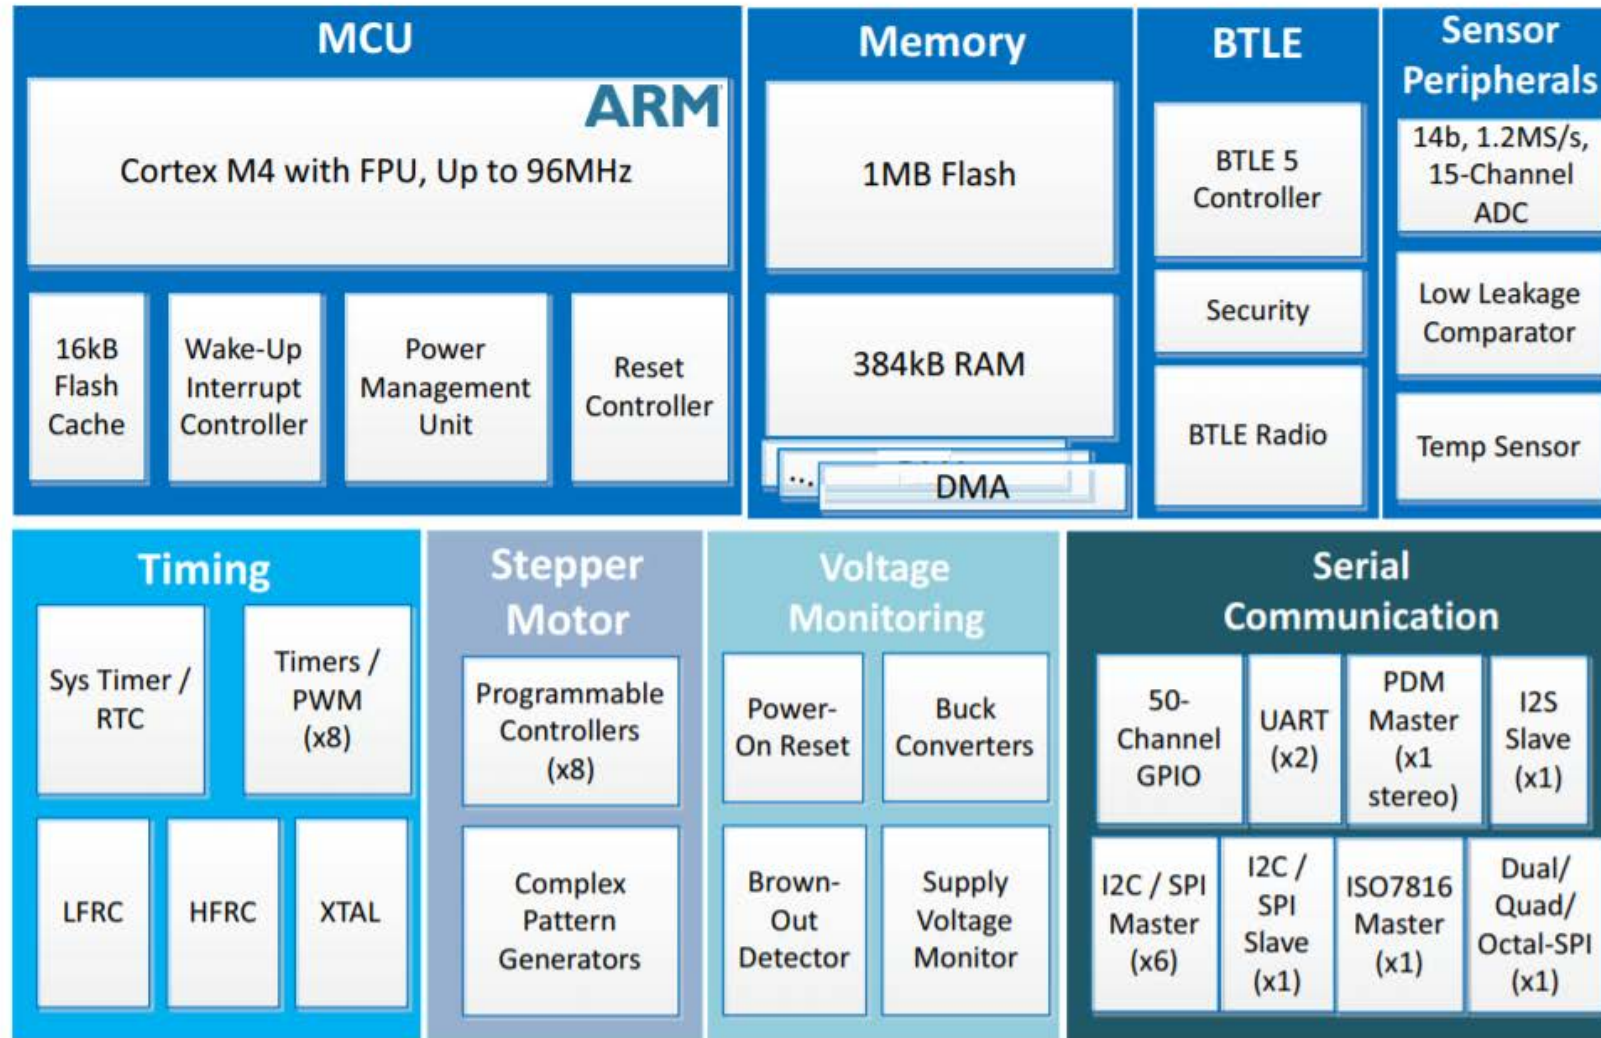 MCU
ARM
Cortex M4 with FPU, Up to 96MHz
16kB
Flash
Cache
Wake-Up
Interrupt
Controller
Power
Management
Unit
Reset
Controller
Memory
1MB Flash
384kB RAM
...
DMA
BTLE
BTLE 5
Controller
Security
BTLE Radio
Sensor
Peripherals
14b, 1.2MS/s,
15-Channel
ADC
Low Leakage
Comparator
Temp Sensor
Timing
Sys Timer /
RTC
Timers /
PWM
(x8)
LFRC
HFRC
XTAL
Stepper
Motor
Programmable
Controllers
(x8)
Complex
Pattern
Generators
Voltage
Monitoring
Power-
On Reset
Buck
Converters
Brown-
Out
Detector
Supply
Voltage
Monitor
Serial
Communication
50-
Channel
GPIO
UART
(x2)
PDM
Master
(x1
stereo)
I2S
Slave
(x1)
I2C / SPI
Master
(x6)
I2C /
SPI
Slave
(x1)
ISO7816
Master
(x1)
Dual/
Quad/
Octal-SPI
(x1)